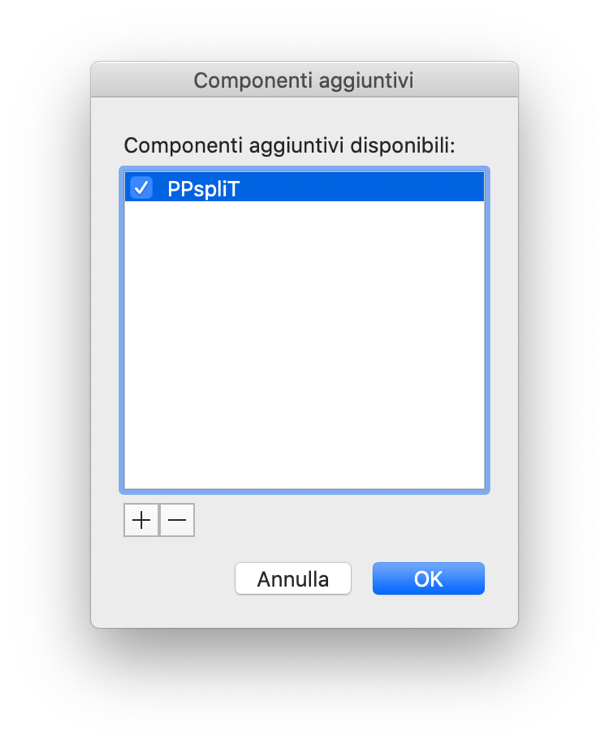 Componenti aggiuntivi
Componenti aggiuntivi disponibili:
PPspliT
Annulla
OK